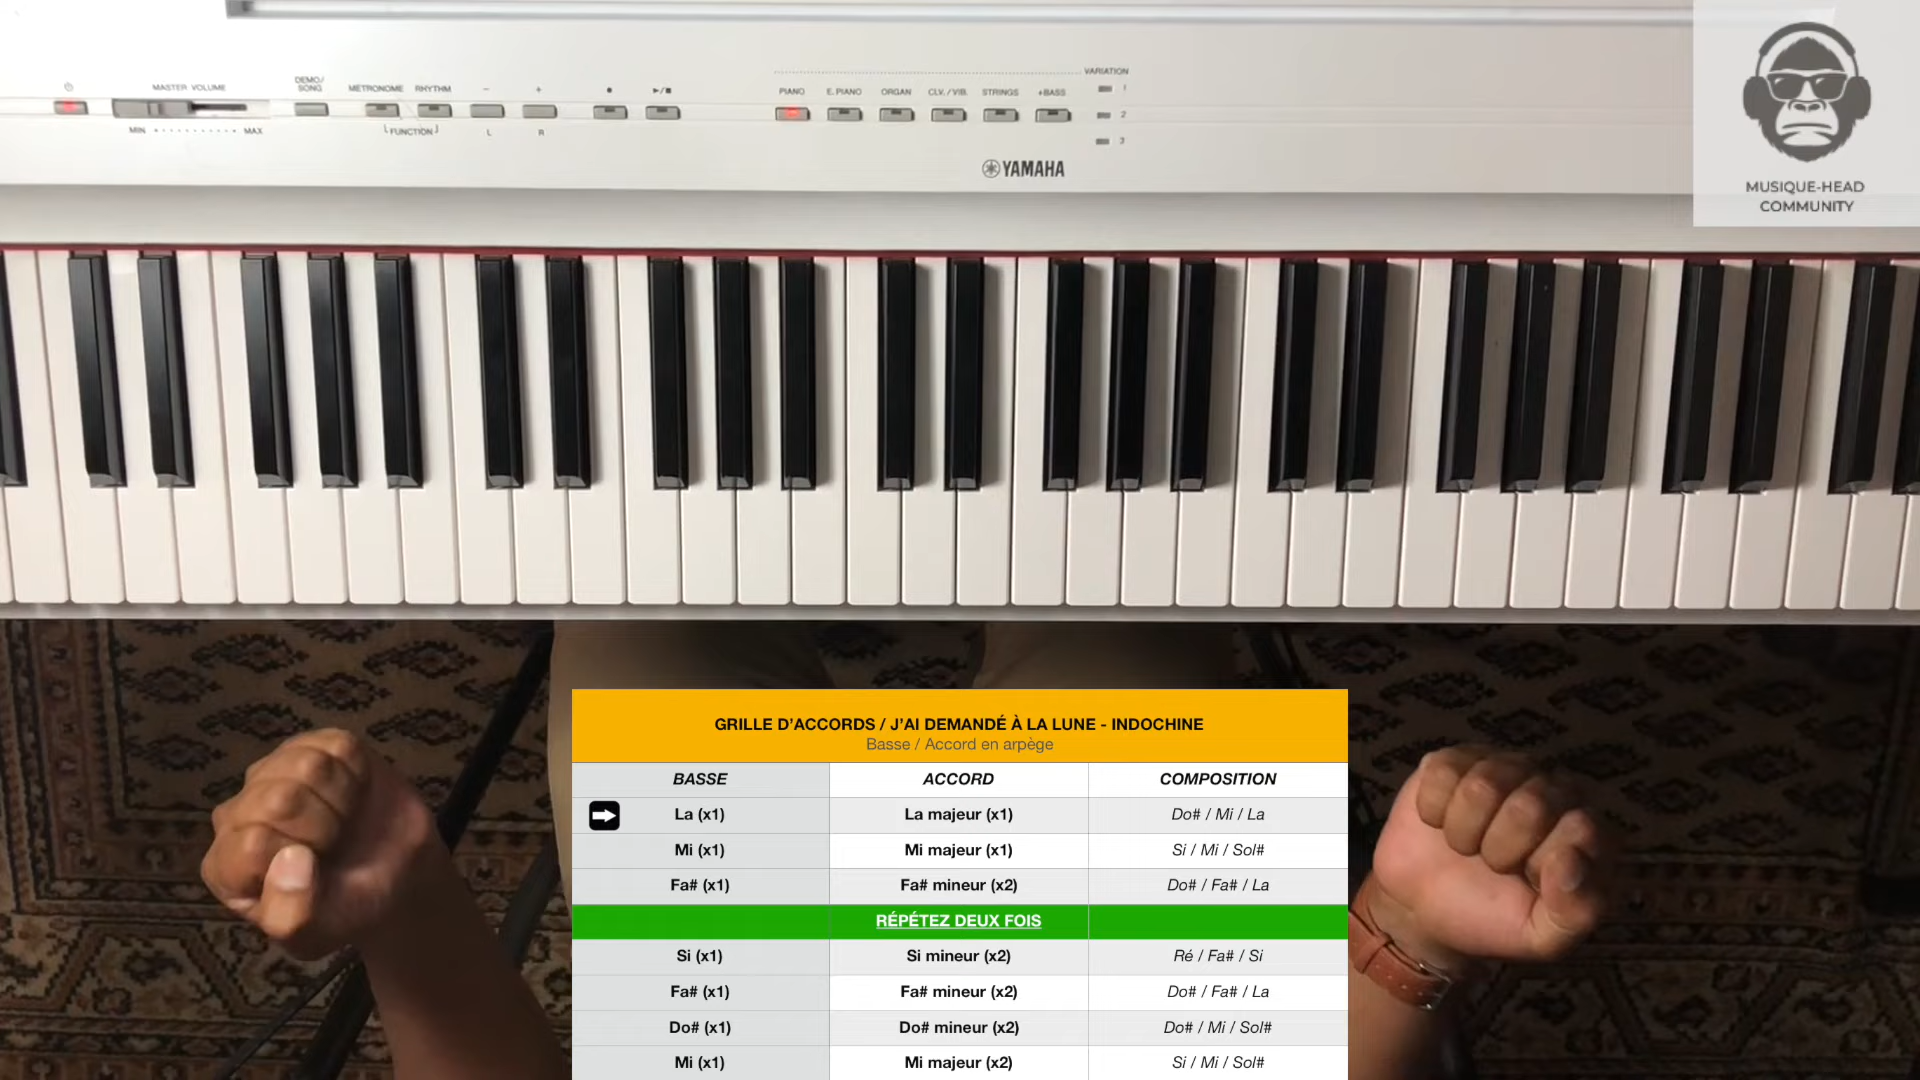 VARIATION
DEMO/
SONG
MASTER VOLUME
METRONOME RHYTHM - +
PIANO E.PIANO ORGAN CLV./VIB. STRINGS +BASS
1
2
3
MIN MAX
FUNCTION
L R
YAMAHA
MUSIQUE-HEAD
COMMUNITY
GRILLE D’ACCORDS / J’AI DEMANDÉ À LA LUNE - INDOCHINE
Basse / Accord en arpège
BASSE ACCORD COMPOSITION
La (x1) La majeur (x1) Do# / Mi / La
Mi (x1) Mi majeur (x1) Si / Mi / Sol#
Fa# (x1) Fa# mineur (x2) Do# / Fa# / La
RÉPÉTEZ DEUX FOIS
Si (x1) Si mineur (x2) Ré / Fa# / Si
Fa# (x1) Fa# mineur (x2) Do# / Fa# / La
Do# (x1) Do# mineur (x2) Do# / Mi / Sol#
Mi (x1) Mi majeur (x2) Si / Mi / Sol#